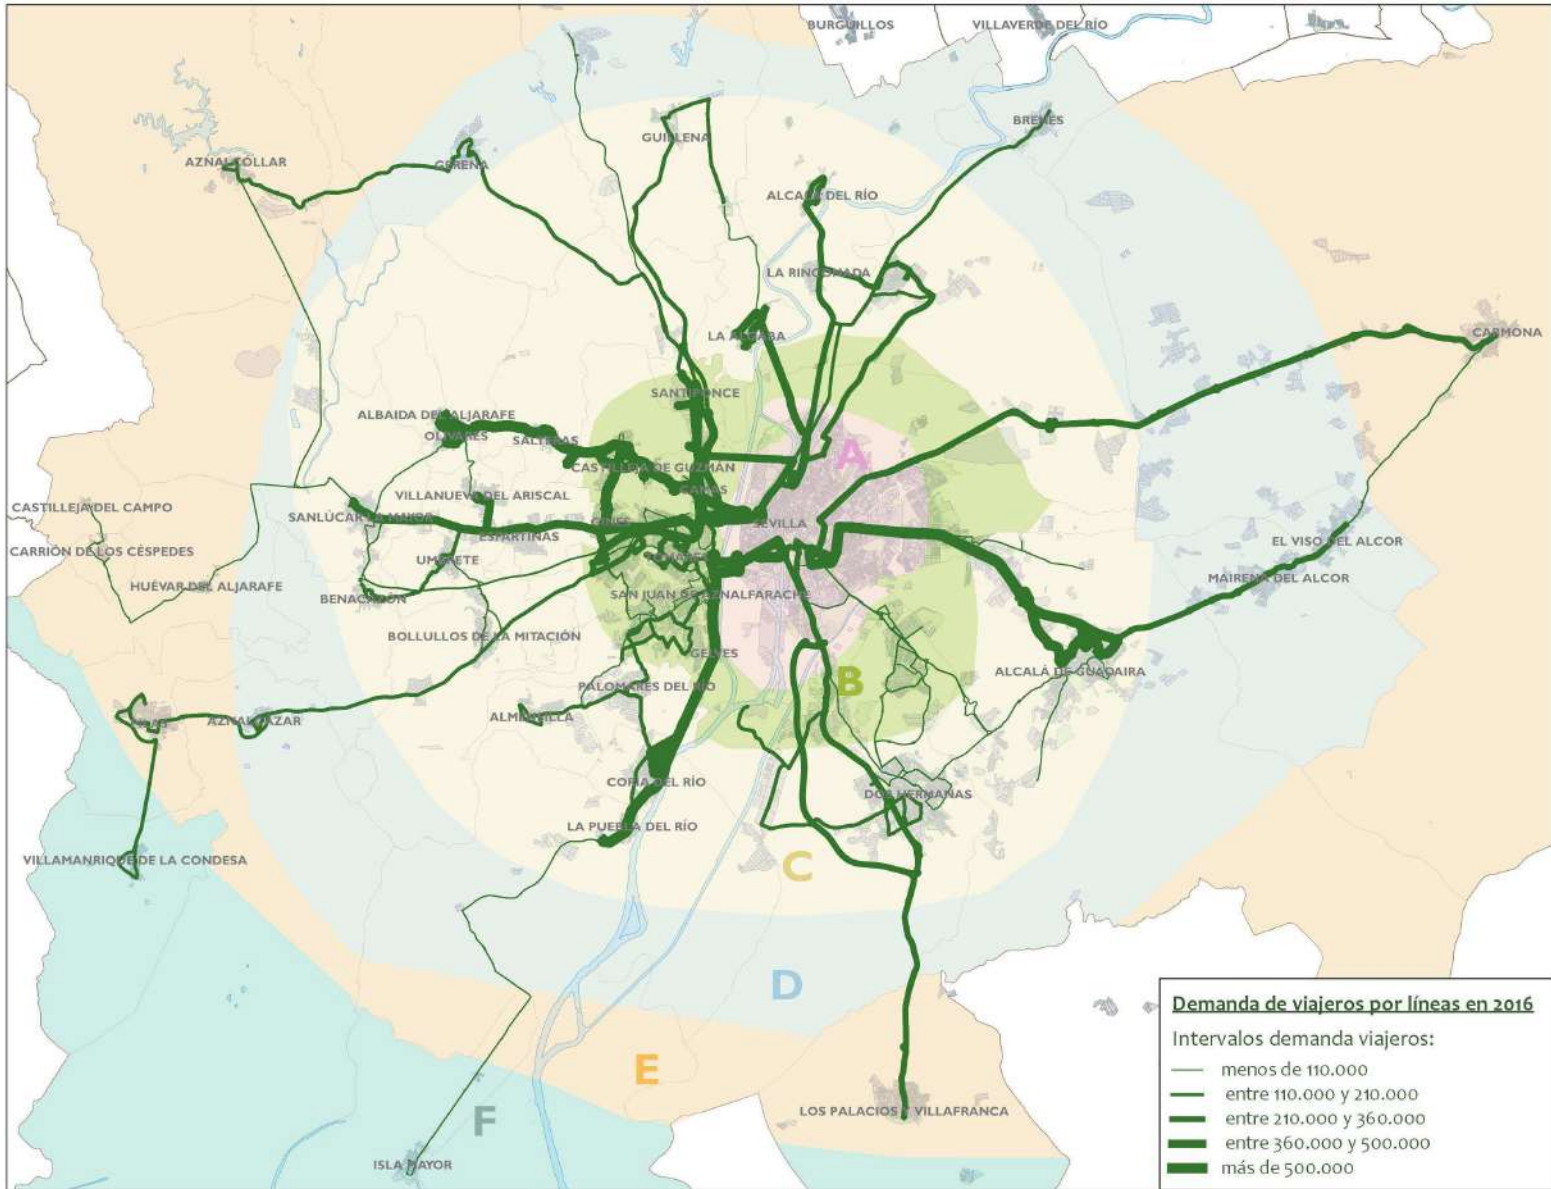 BURGUILLOS
VILLAVERDE DEL RÍO
BRENES
GUILLENA
AZNALCOLLAR
GERENA
ALCALÁ DEL RÍO
LA RINCONADA
LA ALGABA
CARMONA
SANTIPONCE
ALBAIDA DEL ALJARAFE
OLIVARES
SALTERAS
A
CASTILLEJA DE GUZMÁN
CAMAS
VILLANUEVA DEL ARISCAL
CASTILLEJA DEL CAMPO
SANLÚCAR LA MAYOR
GINES
SEVILLA
ESPARTINAS
CARRIÓN DE LOS CÉSPEDES
EL VISO DEL ALCOR
UMBRETE
TOMARES
MAIRENA DEL ALCOR
HUÉVAR DEL ALJARAFE
BENACAZÓN
SAN JUAN DE AZNALFARACHE
BOLLULLOS DE LA MITACIÓN
GELVES
ALCALÁ DE GUADAIRA
B
PALOMARES DEL RÍO
ALMENSILLA
PILAS
AZNALCÁZAR
CORIA DEL RÍO
DOS HERMANAS
LA PUEBLA DEL RÍO
VILLAMANRIQUE DE LA CONDESA
C
D
E
F
LOS PALACIOS Y VILLAFRANCA
ISLA MAYOR
Demanda de viajeros por líneas en 2016
Intervalos demanda viajeros:
menos de 110.000
entre 110.000 y 210.000
entre 210.000 y 360.000
entre 360.000 y 500.000
más de 500.000